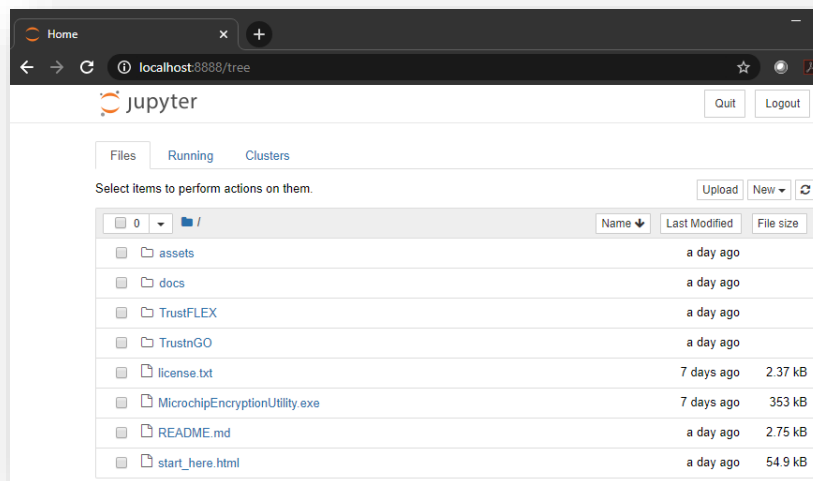 Home
localhost:8888/tree
jupyter
Quit Logout
Files Running Clusters
Select items to perform actions on them.
Upload New
0 / Name Last Modified File size
assets a day ago
docs a day ago
TrustFLEX a day ago
TrustnGO a day ago
license.txt 7 days ago 2.37 kB
MicrochipEncryptionUtility.exe 7 days ago 353 kB
README.md a day ago 2.75 kB
start_here.html a day ago 54.9 kB